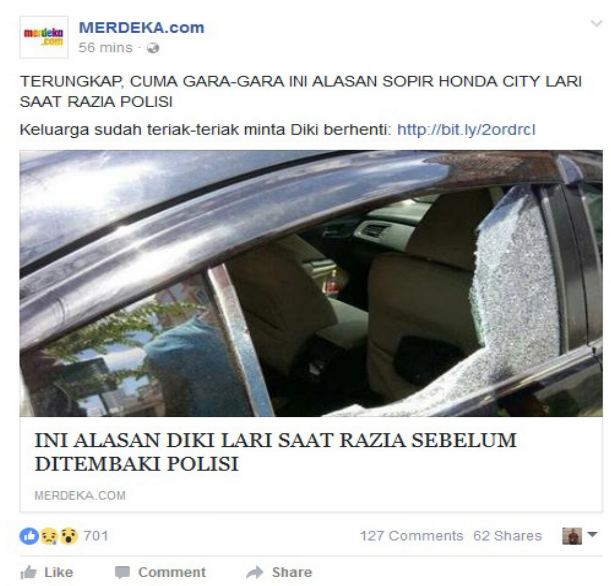 merdeka
.com
MERDEKA.com
56 mins ·
TERUNGKAP, CUMA GARA-GARA INI ALASAN SOPIR HONDA CITY LARI
SAAT RAZIA POLISI
Keluarga sudah teriak-teriak minta Diki berhenti: http://bit.ly/2ordrcl
INI ALASAN DIKI LARI SAAT RAZIA SEBELUM
DITEMBAKI POLISI
MERDEKA.COM
701 127 Comments 62 Shares
Like Comment Share